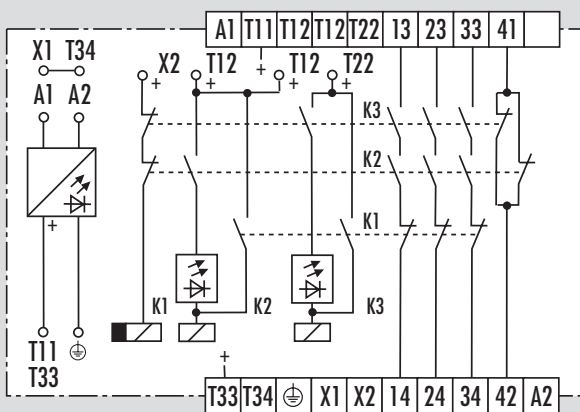 A1 T11 T12 T12 T22 13 23 33 41
+
X1 T34
X2 T12 T12 T22
+ + + +
A1 A2
K3
K2
K1
+
K1 K2 K3
T11
T33
+
T33 T34 X1 X2 14 24 34 42 A2